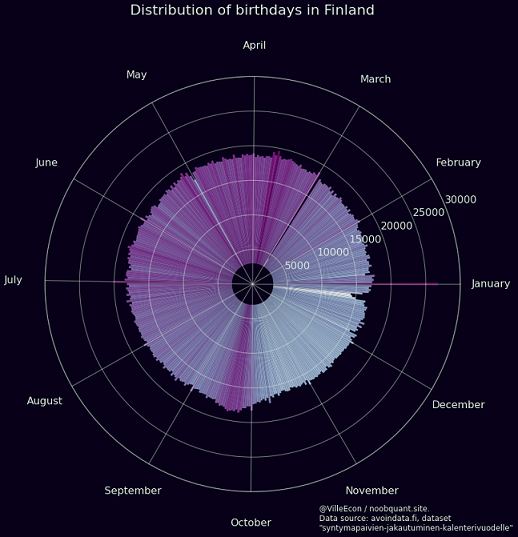 Distribution of birthdays in Finland
April
May
March
June
February
30000
25000
20000
15000
10000
5000
July
January
August
December
September
November
October
@VilleEcon / noobquant.site.
Data source: avoindata.fi, dataset
"syntymapaivien-jakautuminen-kalenterivuodelle"